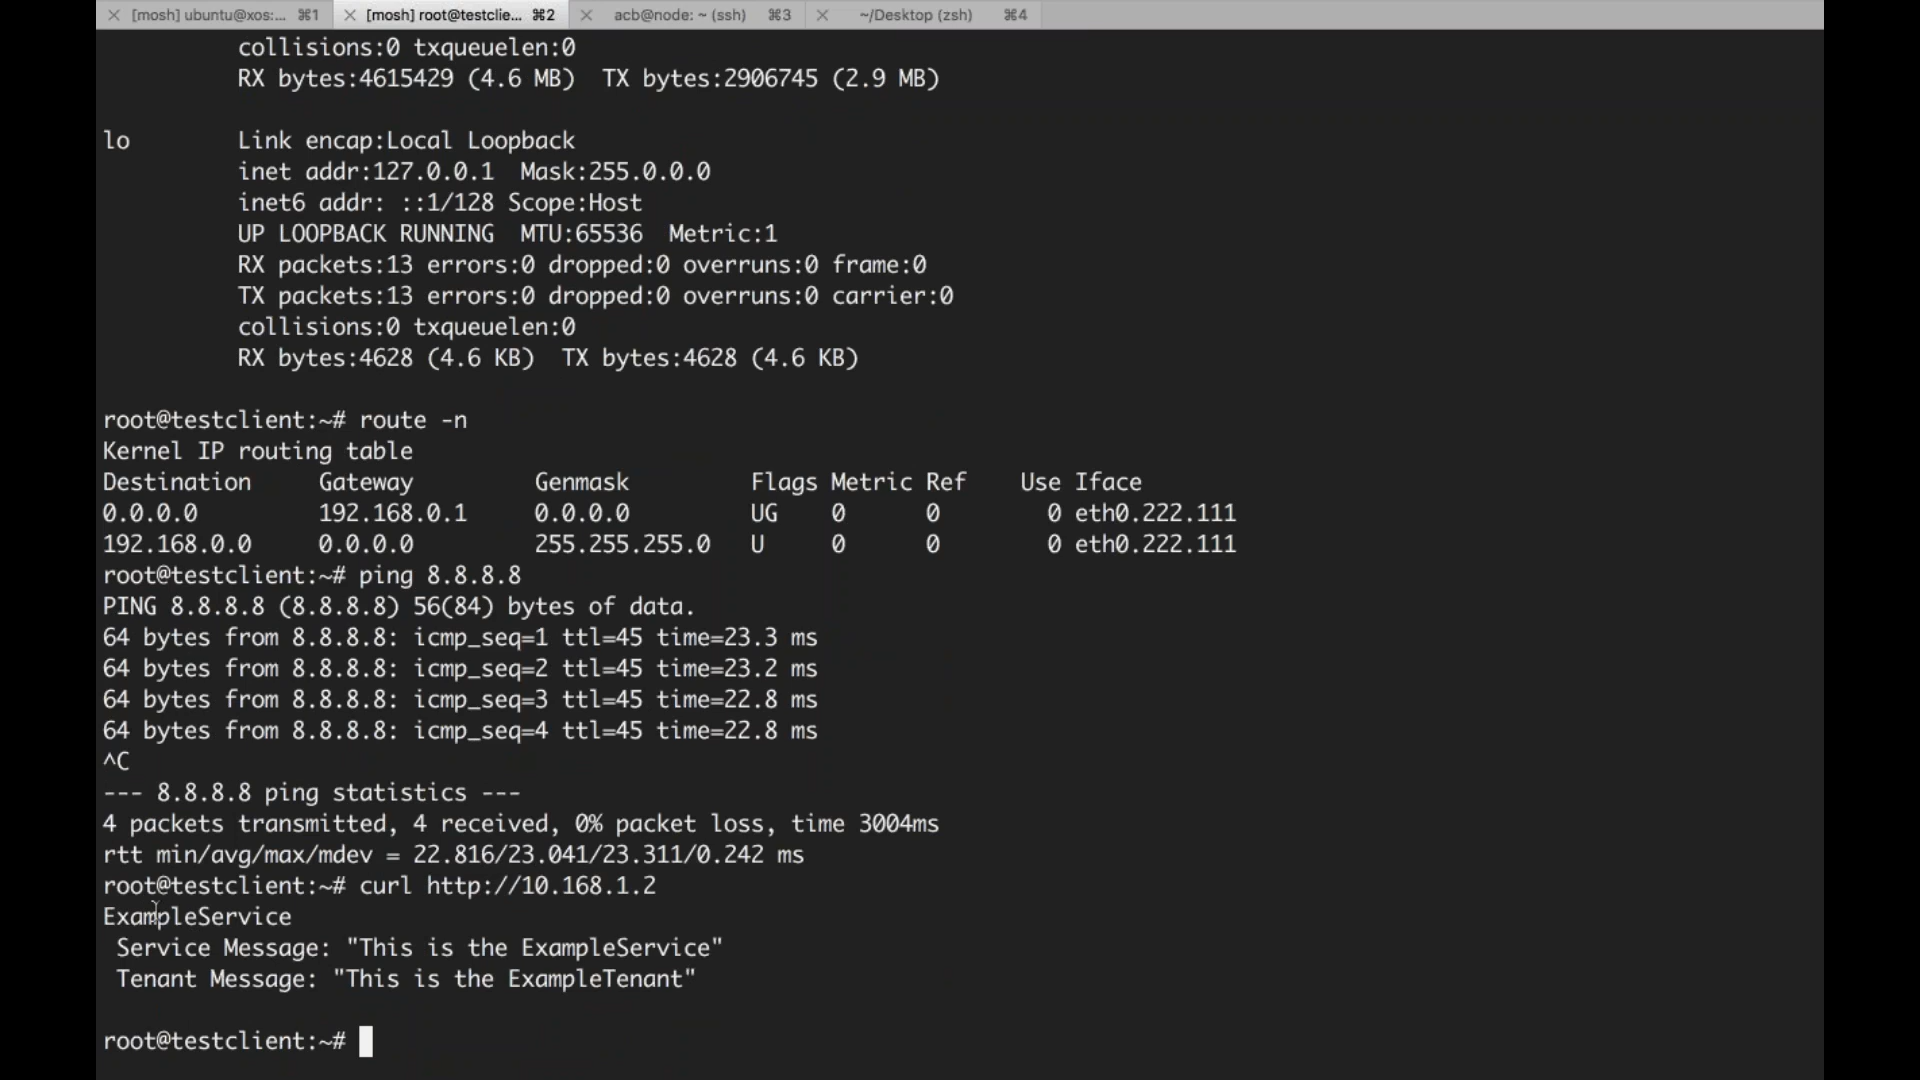 [mosh] ubuntu@xos:... ⌘1 [mosh] root@testclie... ⌘2 acb@node: ~ (ssh) ⌘3 ~/Desktop (zsh) ⌘4
collisions:0 txqueuelen:0
RX bytes:4615429 (4.6 MB)  TX bytes:2906745 (2.9 MB)
lo        Link encap:Local Loopback
inet addr:127.0.0.1  Mask:255.0.0.0
inet6 addr: ::1/128 Scope:Host
UP LOOPBACK RUNNING  MTU:65536  Metric:1
RX packets:13 errors:0 dropped:0 overruns:0 frame:0
TX packets:13 errors:0 dropped:0 overruns:0 carrier:0
collisions:0 txqueuelen:0
RX bytes:4628 (4.6 KB)  TX bytes:4628 (4.6 KB)
root@testclient:~# route -n
Kernel IP routing table
Destination     Gateway         Genmask         Flags Metric Ref    Use Iface
0.0.0.0         192.168.0.1     0.0.0.0         UG    0      0        0 eth0.222.111
192.168.0.0     0.0.0.0         255.255.255.0   U     0      0        0 eth0.222.111
root@testclient:~# ping 8.8.8.8
PING 8.8.8.8 (8.8.8.8) 56(84) bytes of data.
64 bytes from 8.8.8.8: icmp_seq=1 ttl=45 time=23.3 ms
64 bytes from 8.8.8.8: icmp_seq=2 ttl=45 time=23.2 ms
64 bytes from 8.8.8.8: icmp_seq=3 ttl=45 time=22.8 ms
64 bytes from 8.8.8.8: icmp_seq=4 ttl=45 time=22.8 ms
^C
--- 8.8.8.8 ping statistics ---
4 packets transmitted, 4 received, 0% packet loss, time 3004ms
rtt min/avg/max/mdev = 22.816/23.041/23.311/0.242 ms
root@testclient:~# curl http://10.168.1.2
ExampleService
Service Message: "This is the ExampleService"
Tenant Message: "This is the ExampleTenant"
root@testclient:~#